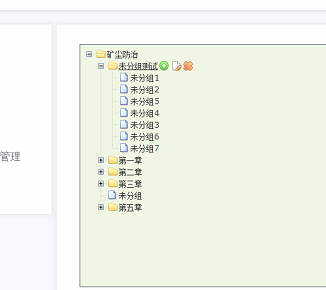 矿尘防治
未分组测试
未分组1
未分组2
未分组5
未分组4
未分组3
未分组6
未分组7
管理
第一章
第二章
第三章
未分组
第五章